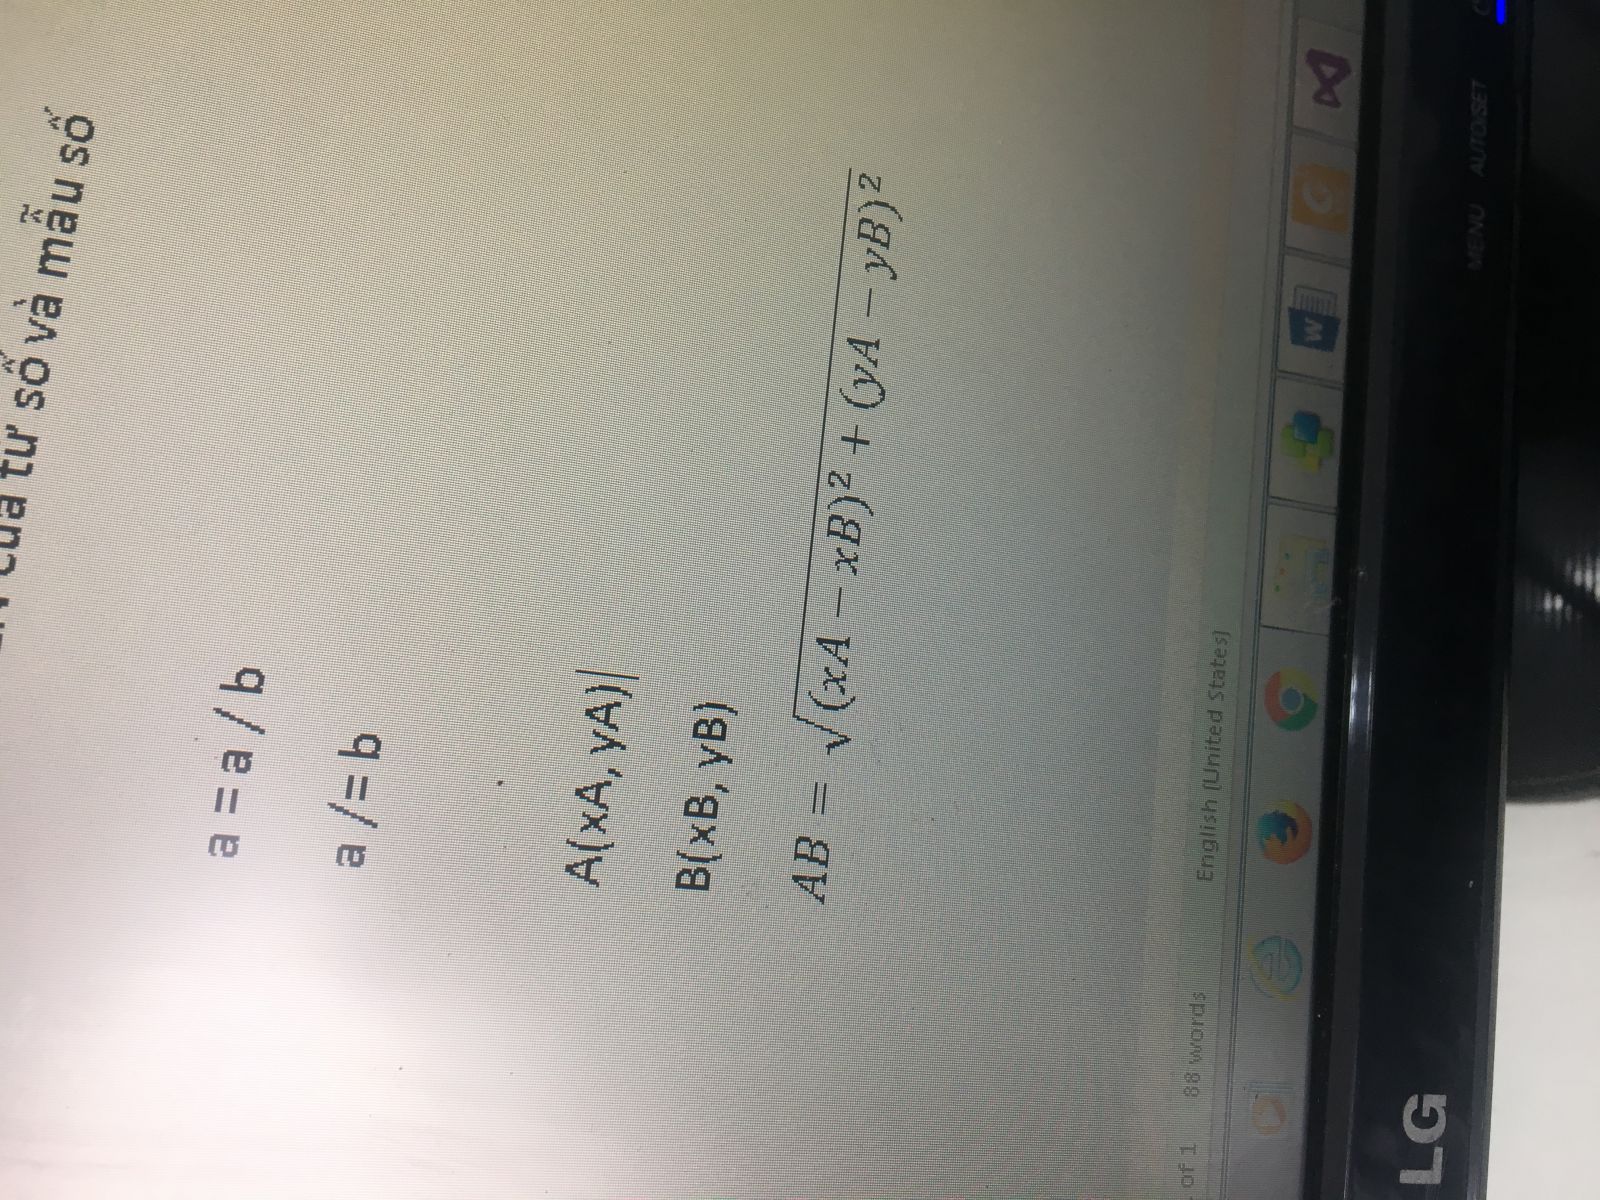 của tử số và mẫu số
a = a / b
a /= b
A(xA, yA)
B(xB, yB)
AB = √(xA − xB)² + (yA − yB)²
of 1 88 words English (United States)
LG MENU AUTO/SET